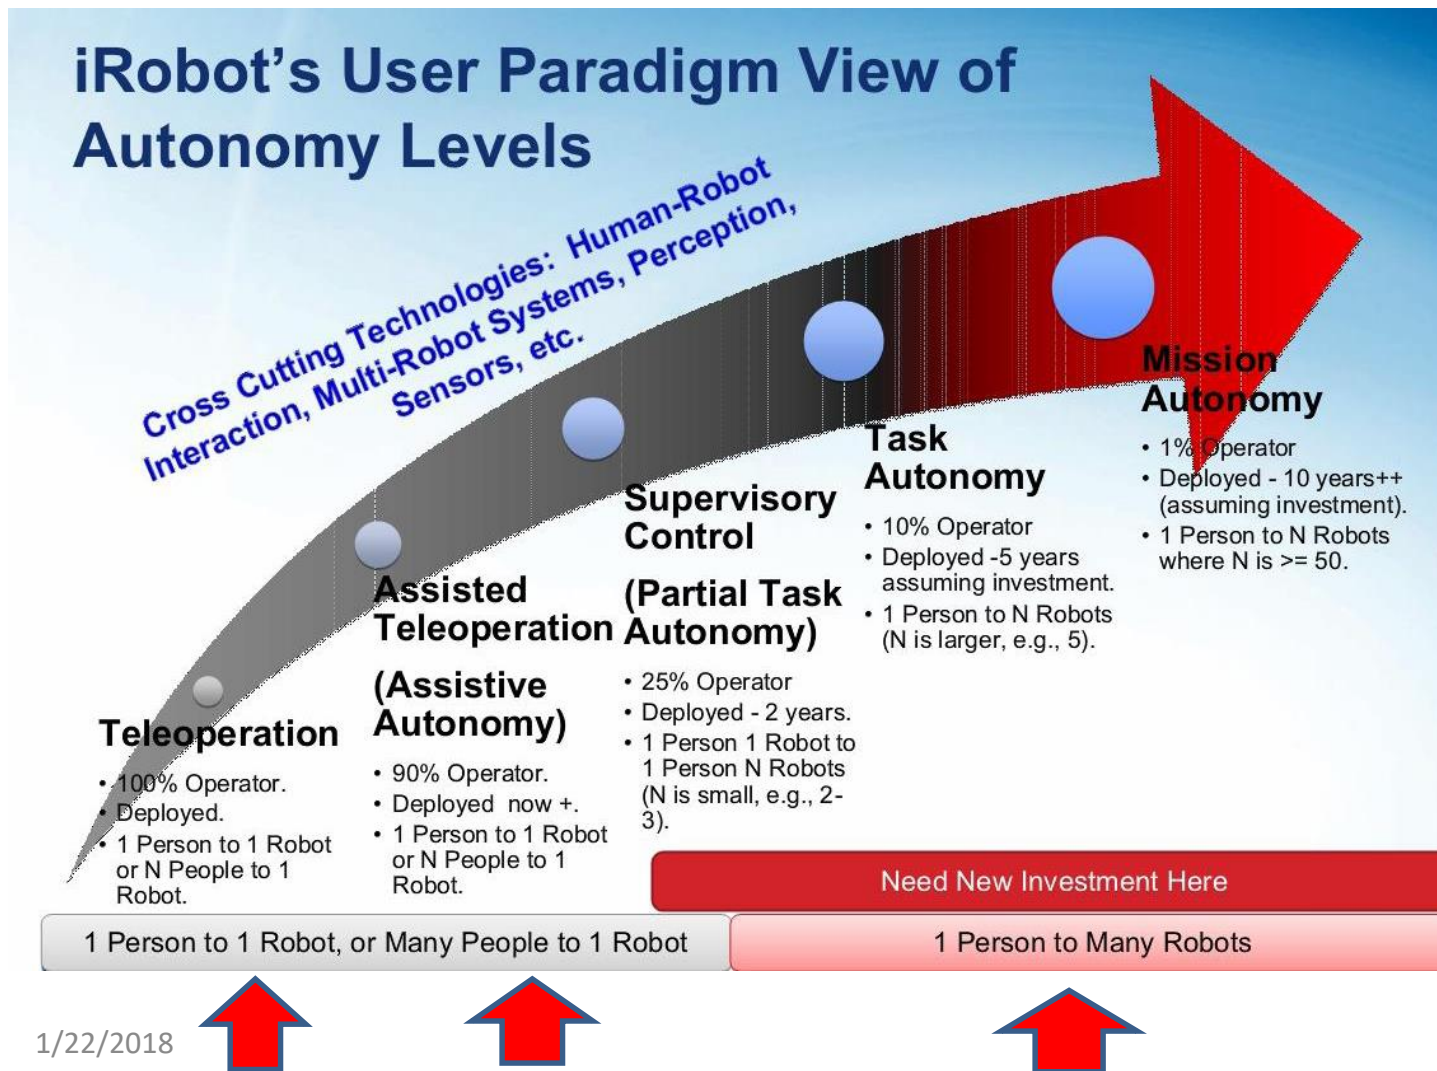 iRobot’s User Paradigm View of
Autonomy Levels
Cross Cutting Technologies: Human-Robot
Interaction, Multi-Robot Systems, Perception,
Sensors, etc.
Teleoperation
• 100% Operator.
• Deployed.
• 1 Person to 1 Robot
or N People to 1
Robot.
Assisted
Teleoperation
(Assistive
Autonomy)
• 90% Operator.
• Deployed now +.
• 1 Person to 1 Robot
or N People to 1
Robot.
Supervisory
Control
(Partial Task
Autonomy)
• 25% Operator
• Deployed - 2 years.
• 1 Person 1 Robot to
1 Person N Robots
(N is small, e.g., 2-
3).
Task
Autonomy
• 10% Operator
• Deployed -5 years
assuming investment.
• 1 Person to N Robots
(N is larger, e.g., 5).
Mission
Autonomy
• 1% Operator
• Deployed - 10 years++
(assuming investment).
• 1 Person to N Robots
where N is >= 50.
Need New Investment Here
1 Person to 1 Robot, or Many People to 1 Robot
1 Person to Many Robots
1/22/2018